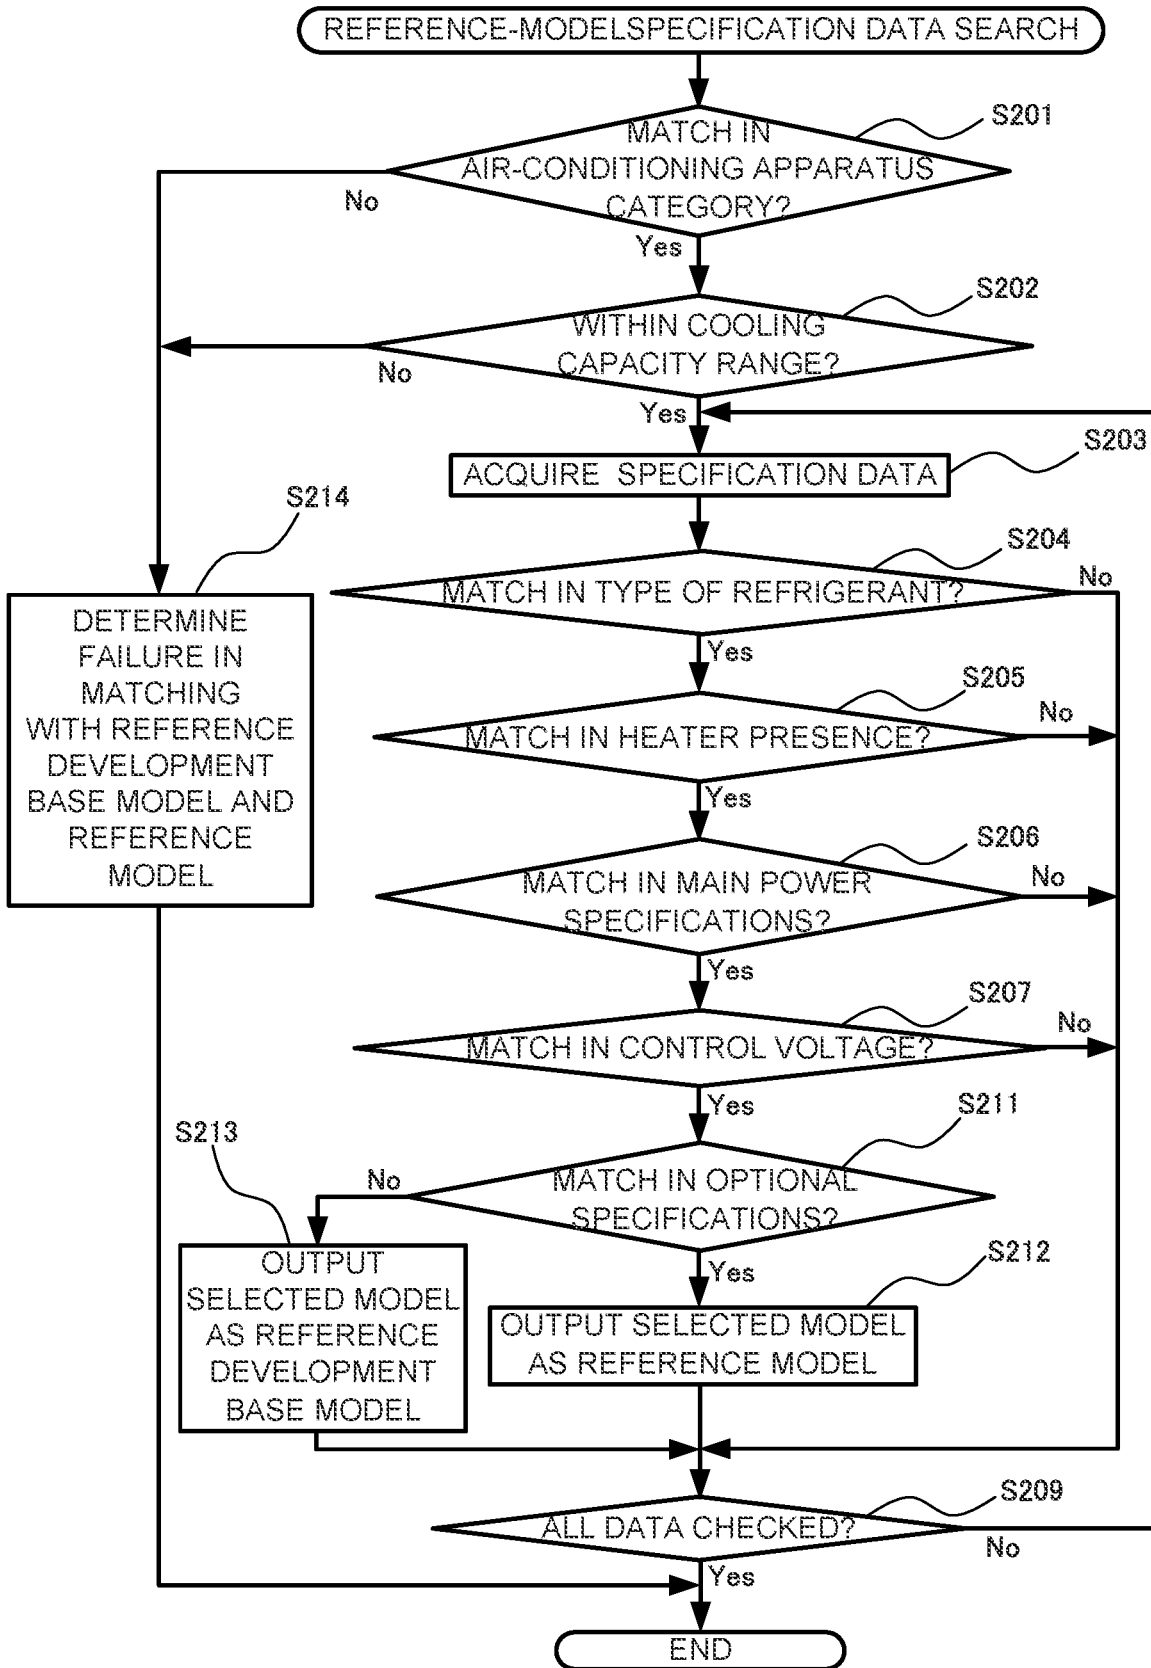 REFERENCE-MODELSPECIFICATION DATA SEARCH
S201
MATCH IN
AIR-CONDITIONING APPARATUS
CATEGORY?
No
Yes
S202
WITHIN COOLING
CAPACITY RANGE?
No
Yes
S203
ACQUIRE SPECIFICATION DATA
S214
DETERMINE
FAILURE IN
MATCHING
WITH REFERENCE
DEVELOPMENT
BASE MODEL AND
REFERENCE
MODEL
S204
MATCH IN TYPE OF REFRIGERANT?
No
Yes
S205
MATCH IN HEATER PRESENCE?
No
Yes
S206
MATCH IN MAIN POWER
SPECIFICATIONS?
No
Yes
S207
MATCH IN CONTROL VOLTAGE?
No
Yes
S211
MATCH IN OPTIONAL
SPECIFICATIONS?
No
Yes
S213
OUTPUT
SELECTED MODEL
AS REFERENCE
DEVELOPMENT
BASE MODEL
S212
OUTPUT SELECTED MODEL
AS REFERENCE MODEL
S209
ALL DATA CHECKED?
No
Yes
END